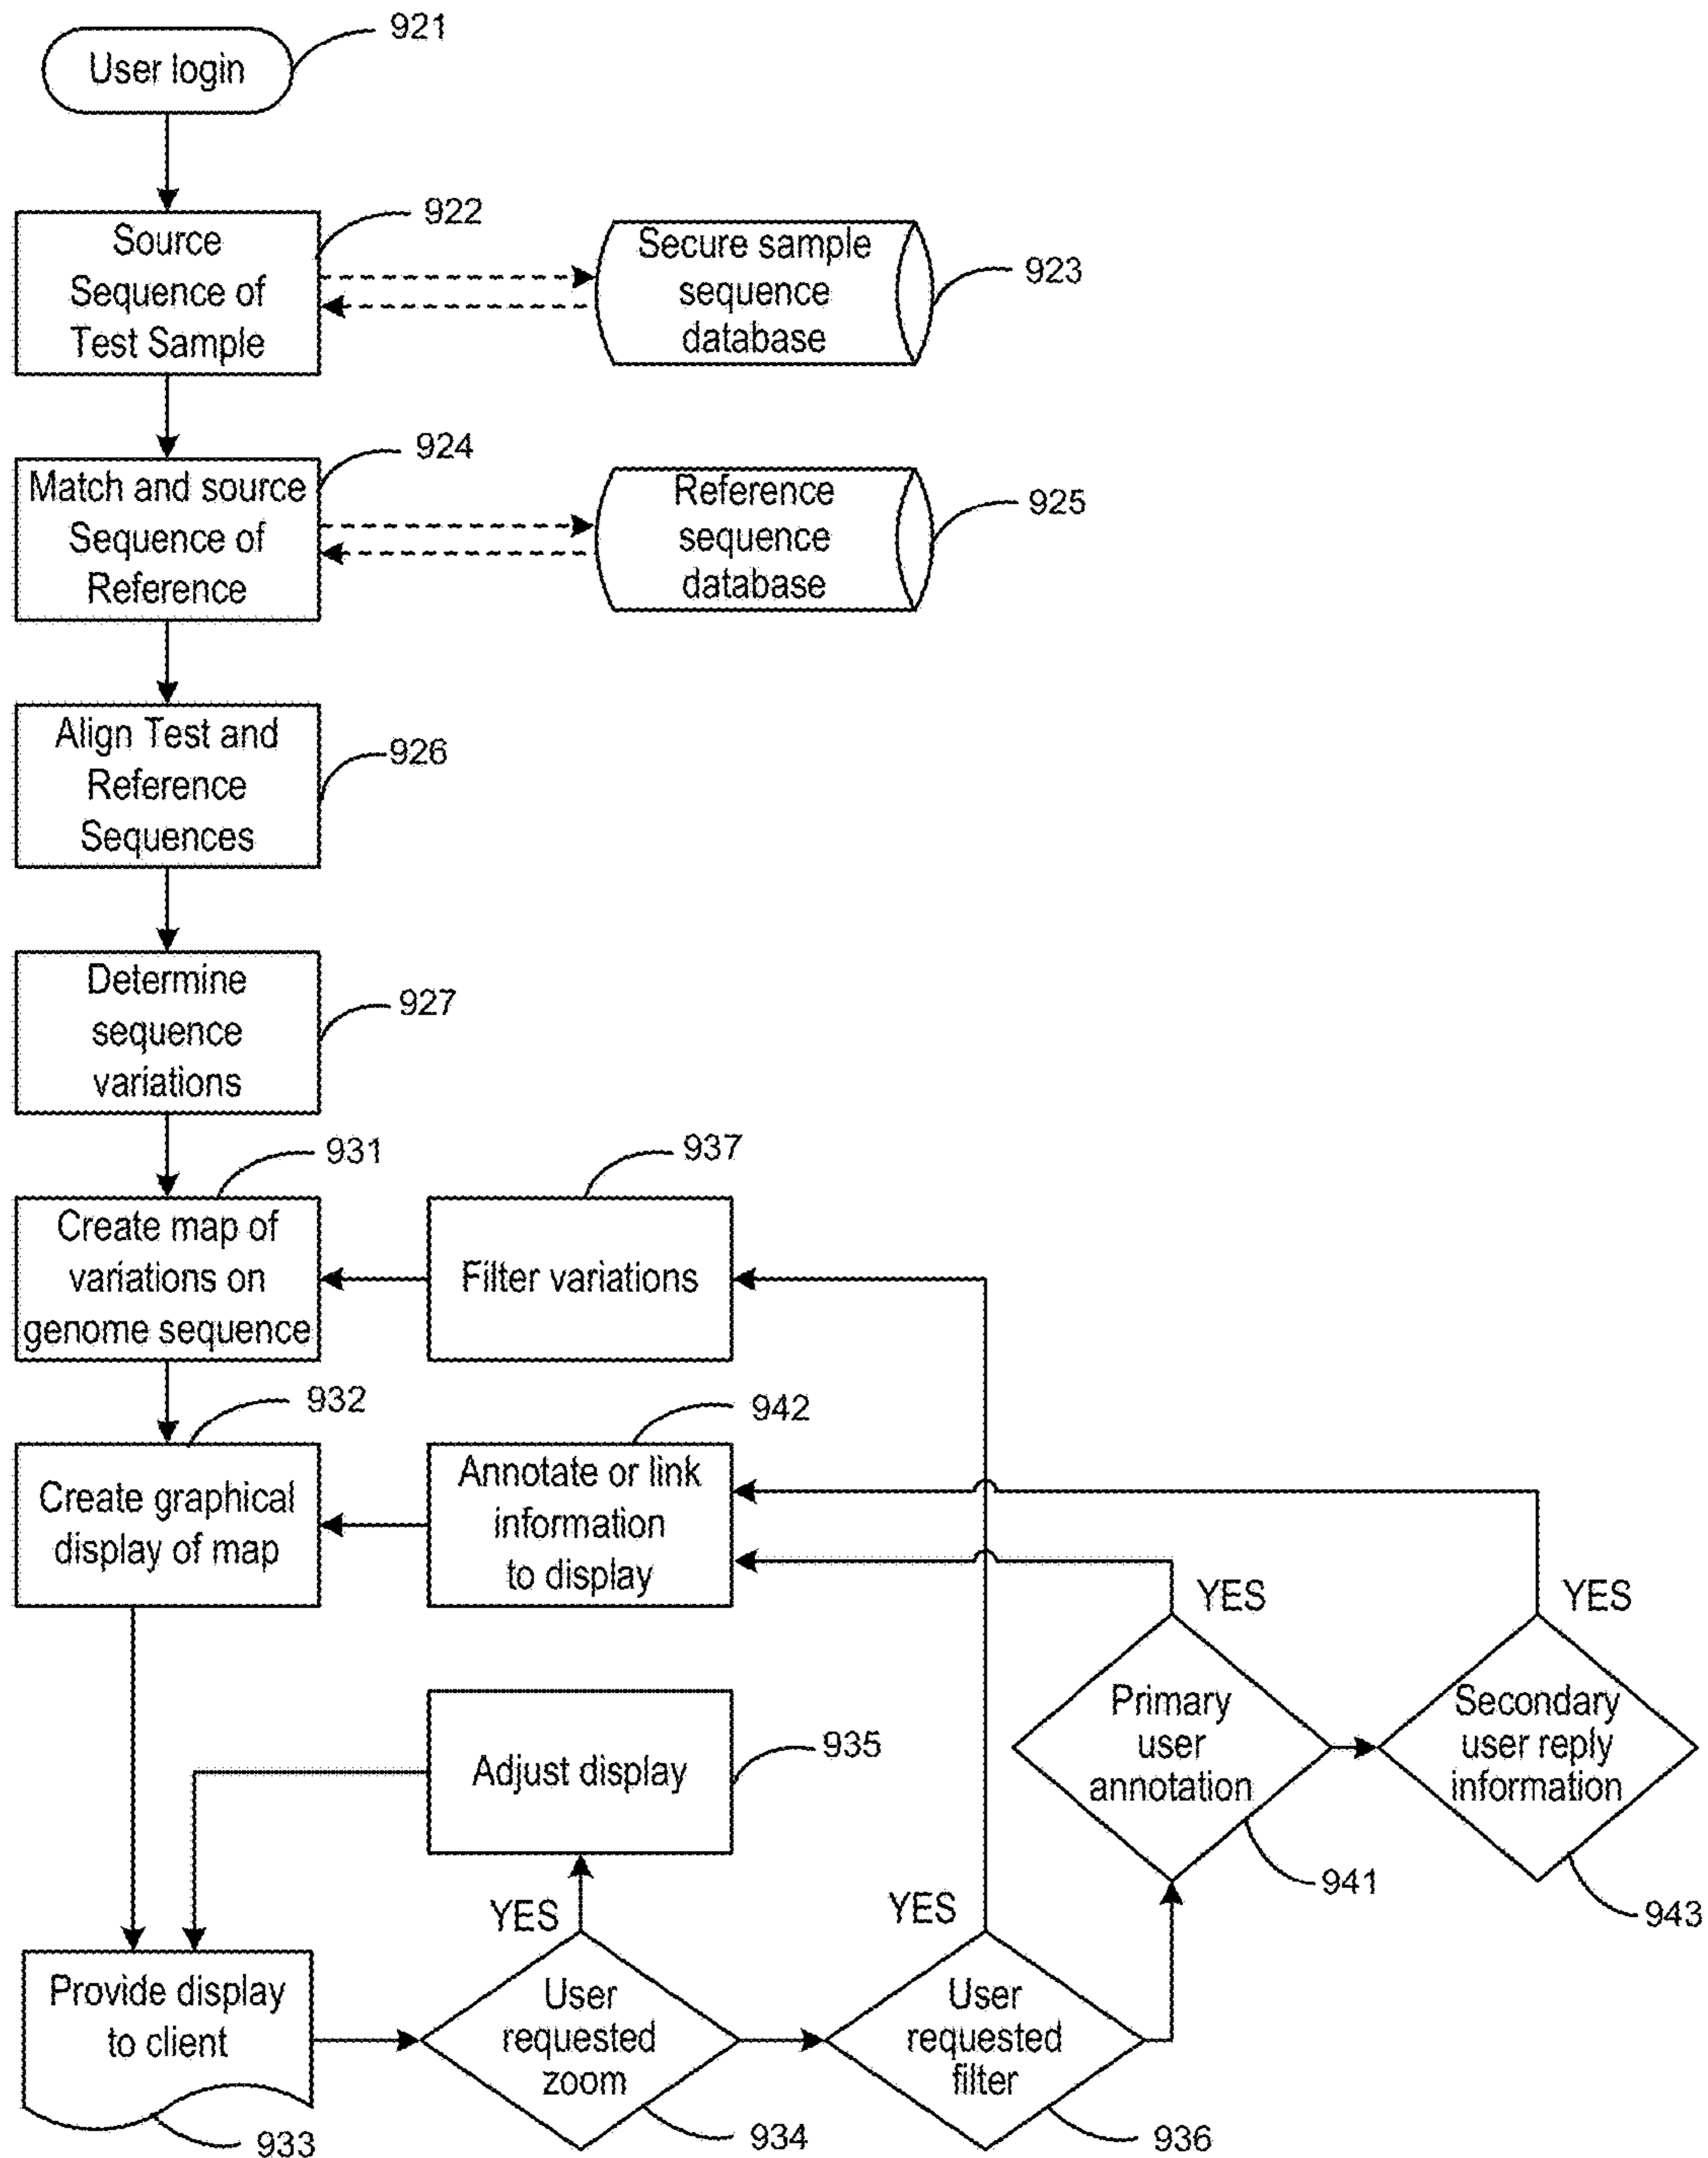 User login
921
Source
Sequence of
Test Sample
922
Secure sample
sequence
database
923
Match and source
Sequence of
Reference
924
Reference
sequence
database
925
Align Test and
Reference
Sequences
926
Determine
sequence
variations
927
Create map of
variations on
genome sequence
931
Filter variations
937
Create graphical
display of map
932
Annotate or link
information
to display
942
YES
YES
Primary
user
annotation
941
Secondary
user reply
information
943
Adjust display
935
YES
YES
Provide display
to client
933
User
requested
zoom
934
User
requested
filter
936